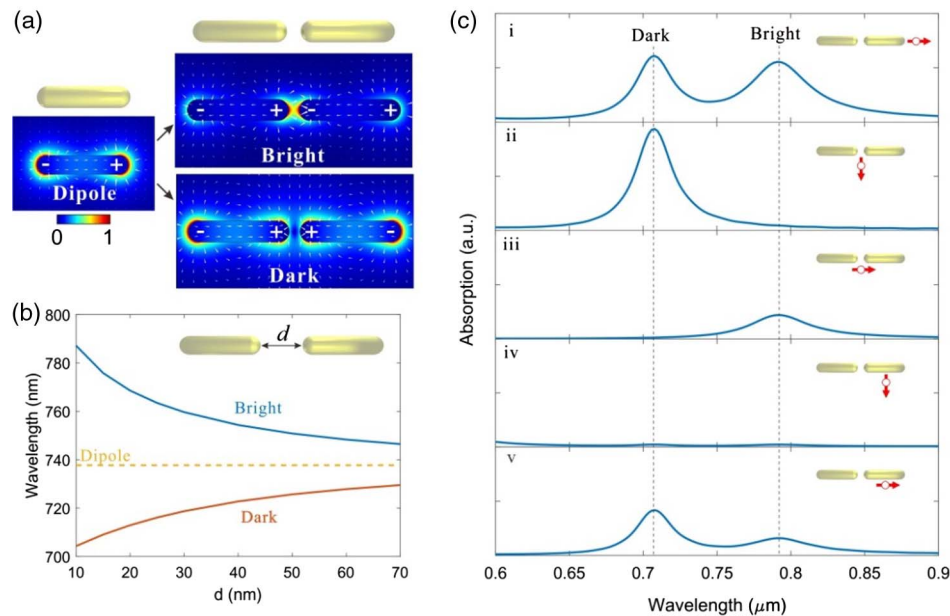 (a)
Dipole
0 1
- +
- + - +
Bright
- + + -
Dark
(b)
800
780
760
740
720
700
Wavelength (nm)
d
Bright
Dipole
Dark
10 20 30 40 50 60 70
d (nm)
(c)
Dark Bright
i
ii
iii
iv
v
Absorption (a.u.)
0.6 0.65 0.7 0.75 0.8 0.85 0.9
Wavelength (μm)